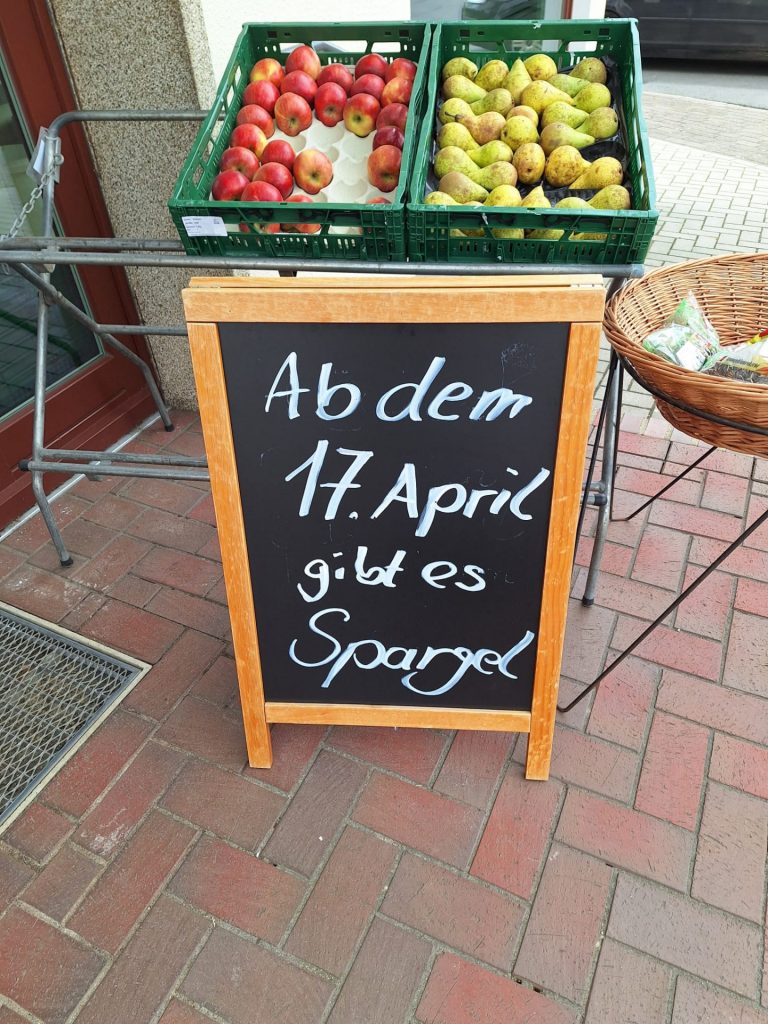 Ab dem
17. April
gibt es
Spargel